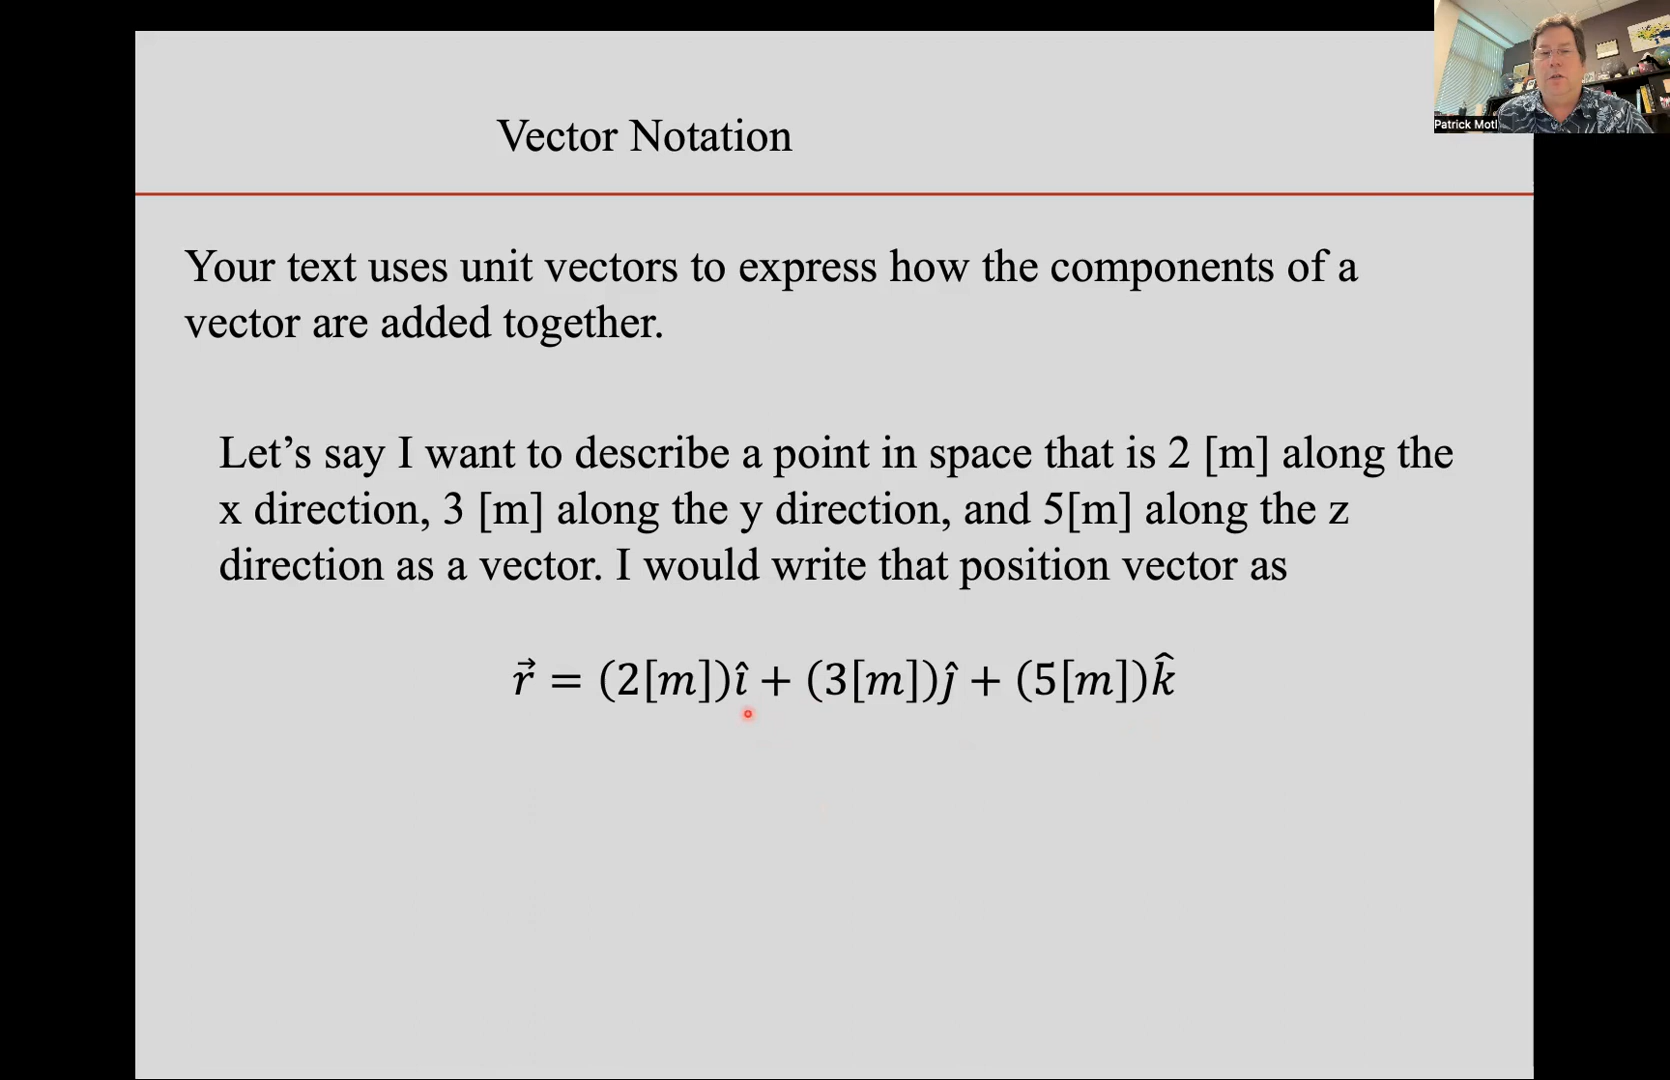 Patrick Motl
Vector Notation
Your text uses unit vectors to express how the components of a
vector are added together.
Let’s say I want to describe a point in space that is 2 [m] along the
x direction, 3 [m] along the y direction, and 5[m] along the z
direction as a vector. I would write that position vector as
r⃗ = (2[m])î + (3[m])ĵ + (5[m])k̂